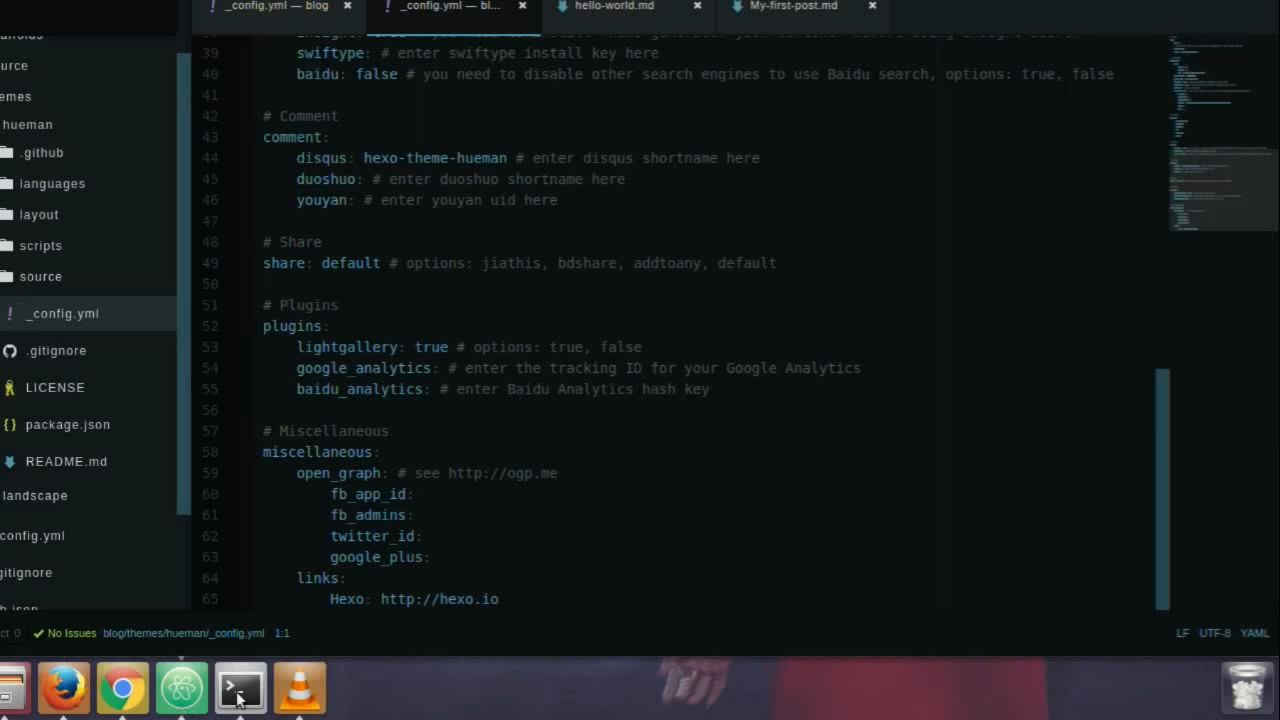 _config.yml — blog
_config.yml — bl...
hello-world.md
My-first-post.md
39 swiftype: # enter swiftype install key here
40 baidu: false # you need to disable other search engines to use Baidu search, options: true, false
41
42 # Comment
43 comment:
44 disqus: hexo-theme-hueman # enter disqus shortname here
45 duoshuo: # enter duoshuo shortname here
46 youyan: # enter youyan uid here
47
48 # Share
49 share: default # options: jiathis, bdshare, addtoany, default
50
51 # Plugins
52 plugins:
53 lightgallery: true # options: true, false
54 google_analytics: # enter the tracking ID for your Google Analytics
55 baidu_analytics: # enter Baidu Analytics hash key
56
57 # Miscellaneous
58 miscellaneous:
59 open_graph: # see http://ogp.me
60 fb_app_id:
61 fb_admins:
62 twitter_id:
63 google_plus:
64 links:
65 Hexo: http://hexo.io
urce
emes
hueman
.github
languages
layout
scripts
source
_config.yml
.gitignore
LICENSE
package.json
README.md
landscape
config.yml
gitignore
ct 0
No Issues
blog/themes/hueman/_config.yml
1:1
LF
UTF-8
YAML